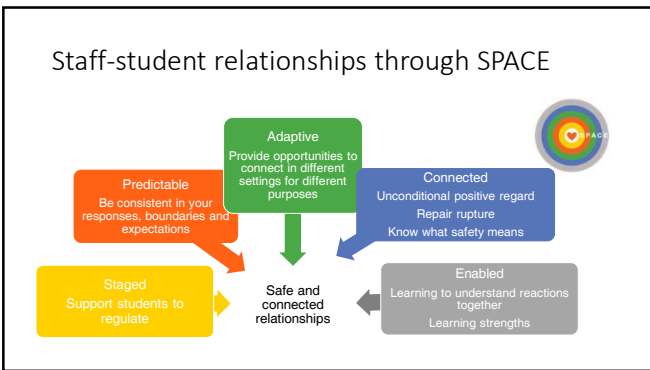 Staff-student relationships through SPACE
SPACE
Adaptive
Provide opportunities to
connect in different
settings for different
purposes
Predictable
Be consistent in your
responses, boundaries and
expectations
Connected
Unconditional positive regard
Repair rupture
Know what safety means
Staged
Support students to
regulate
Safe and
connected
relationships
Enabled
Learning to understand reactions
together
Learning strengths